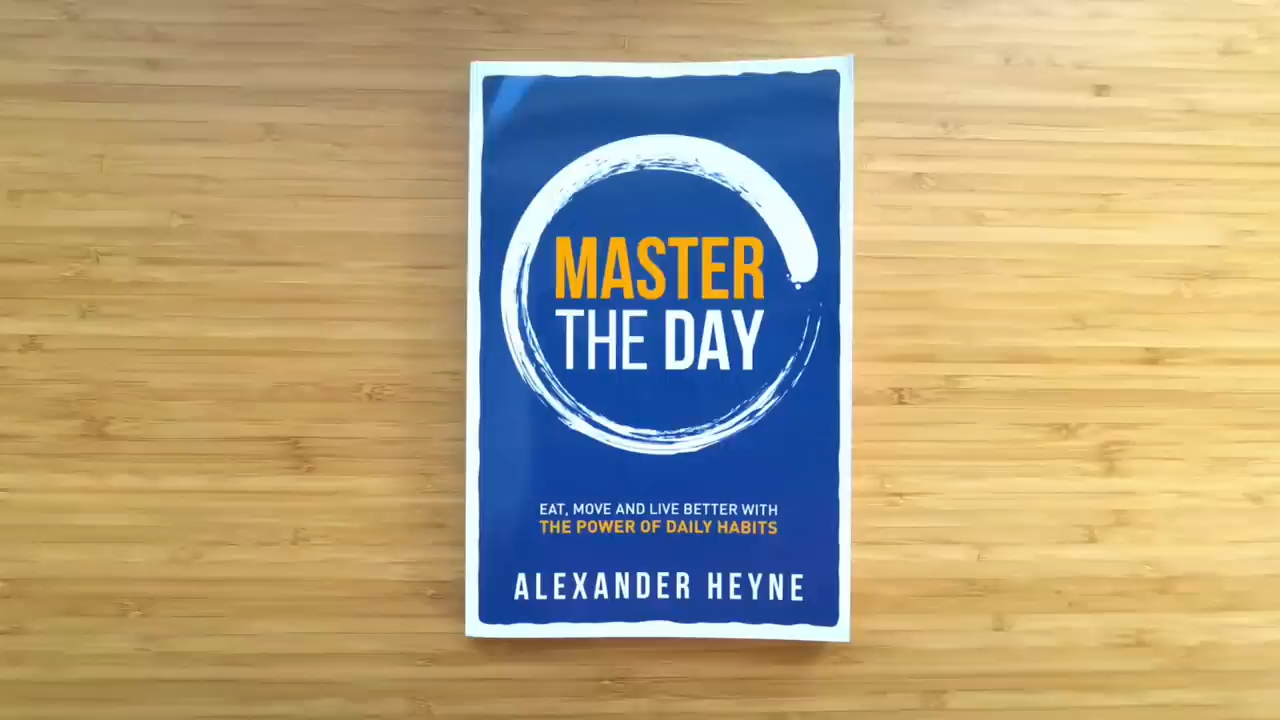 MASTER
THE DAY
EAT, MOVE AND LIVE BETTER WITH
THE POWER OF DAILY HABITS
ALEXANDER HEYNE